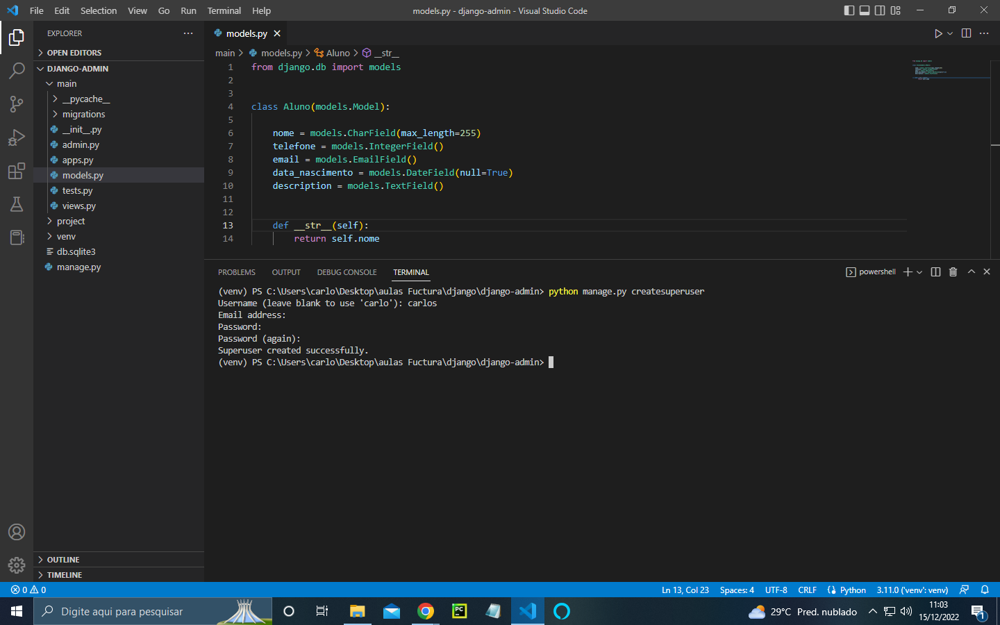 File Edit Selection View Go Run Terminal Help
models.py - django-admin - Visual Studio Code
EXPLORER
OPEN EDITORS
DJANGO-ADMIN
main
__pycache__
migrations
__init__.py
admin.py
apps.py
models.py
tests.py
views.py
project
venv
db.sqlite3
manage.py
OUTLINE
TIMELINE
models.py
main > models.py > Aluno > __str__
1 from django.db import models
2
3
4 class Aluno(models.Model):
5
6 nome = models.CharField(max_length=255)
7 telefone = models.IntegerField()
8 email = models.EmailField()
9 data_nascimento = models.DateField(null=True)
10 description = models.TextField()
11
12
13 def __str__(self):
14 return self.nome
PROBLEMS OUTPUT DEBUG CONSOLE TERMINAL
powershell
(venv) PS C:\Users\carlo\Desktop\aulas Fuctura\django\django-admin> python manage.py createsuperuser
Username (leave blank to use 'carlo'): carlos
Email address:
Password:
Password (again):
Superuser created successfully.
(venv) PS C:\Users\carlo\Desktop\aulas Fuctura\django\django-admin>
0 0
Ln 13, Col 23 Spaces: 4 UTF-8 CRLF Python 3.11.0 ('venv': venv)
Digite aqui para pesquisar
PC
29°C Pred. nublado
11:03
15/12/2022
1